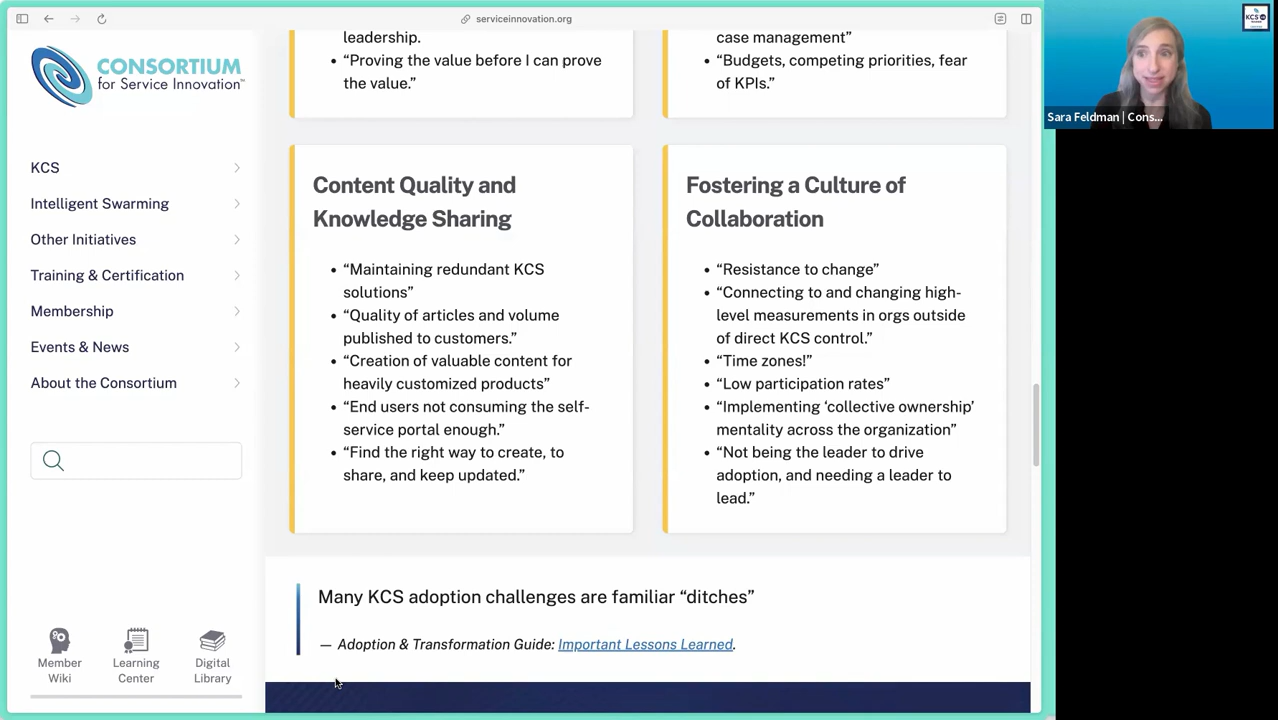 serviceinnovation.org
CONSORTIUM
for Service Innovation™
KCS
Intelligent Swarming
Other Initiatives
Training & Certification
Membership
Events & News
About the Consortium
Member
Wiki
Learning
Center
Digital
Library
leadership.
• “Proving the value before I can prove
the value.”
case management”
• “Budgets, competing priorities, fear
of KPIs.”
Content Quality and
Knowledge Sharing
• “Maintaining redundant KCS
solutions”
• “Quality of articles and volume
published to customers.”
• “Creation of valuable content for
heavily customized products”
• “End users not consuming the self-
service portal enough.”
• “Find the right way to create, to
share, and keep updated.”
Fostering a Culture of
Collaboration
• “Resistance to change”
• “Connecting to and changing high-
level measurements in orgs outside
of direct KCS control.”
• “Time zones!”
• “Low participation rates”
• “Implementing ‘collective ownership’
mentality across the organization”
• “Not being the leader to drive
adoption, and needing a leader to
lead.”
Many KCS adoption challenges are familiar “ditches”
— Adoption & Transformation Guide: Important Lessons Learned.
Sara Feldman | Cons...
KCS